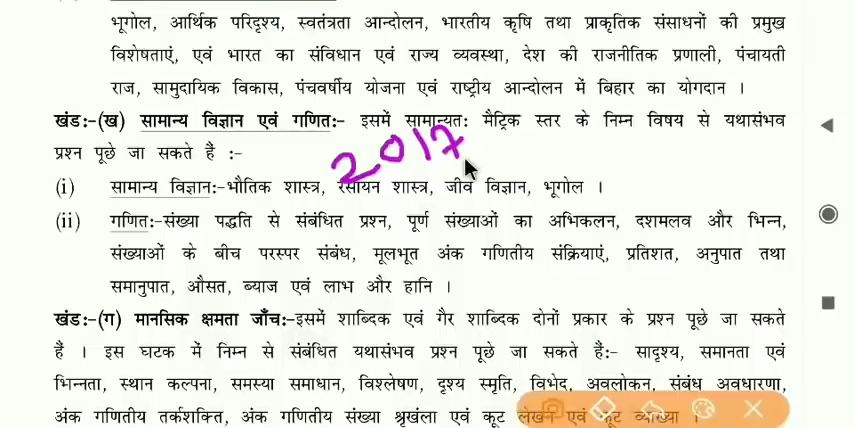 भूगोल, आर्थिक परिदृश्य, स्वतंत्रता आन्दोलन, भारतीय कृषि तथा प्राकृतिक संसाधनों की प्रमुख
विशेषताएं, एवं भारत का संविधान एवं राज्य व्यवस्था, देश की राजनीतिक प्रणाली, पंचायती
राज, सामुदायिक विकास, पंचवर्षीय योजना एवं राष्ट्रीय आन्दोलन में बिहार का योगदान ।
खंड:-(ख) सामान्य विज्ञान एवं गणित:- इसमें सामान्यत: मैट्रिक स्तर के निम्न विषय से यथासंभव
प्रश्न पूछे जा सकते हैं :-
2017
(i) सामान्य विज्ञान:- भौतिक शास्त्र, रसायन शास्त्र, जीव विज्ञान, भूगोल ।
(ii) गणित:- संख्या पद्धति से संबंधित प्रश्न, पूर्ण संख्याओं का अभिकलन, दशमलव और भिन्न,
संख्याओं के बीच परस्पर संबंध, मूलभूत अंक गणितीय संक्रियाएं, प्रतिशत, अनुपात तथा
समानुपात, औसत, ब्याज एवं लाभ और हानि ।
खंड:-(ग) मानसिक क्षमता जाँच:-इसमें शाब्दिक एवं गैर शाब्दिक दोनों प्रकार के प्रश्न पूछे जा सकते
हैं । इस घटक में निम्न से संबंधित यथासंभव प्रश्न पूछे जा सकते हैं:- सादृश्य, समानता एवं
भिन्नता, स्थान कल्पना, समस्या समाधान, विश्लेषण, दृश्य स्मृति, विभेद, अवलोकन, संबंध अवधारणा,
अंक गणितीय तर्कशक्ति, अंक गणितीय संख्या श्रृखंला एवं कूट लेखन एवं कूट व्याख्या ।